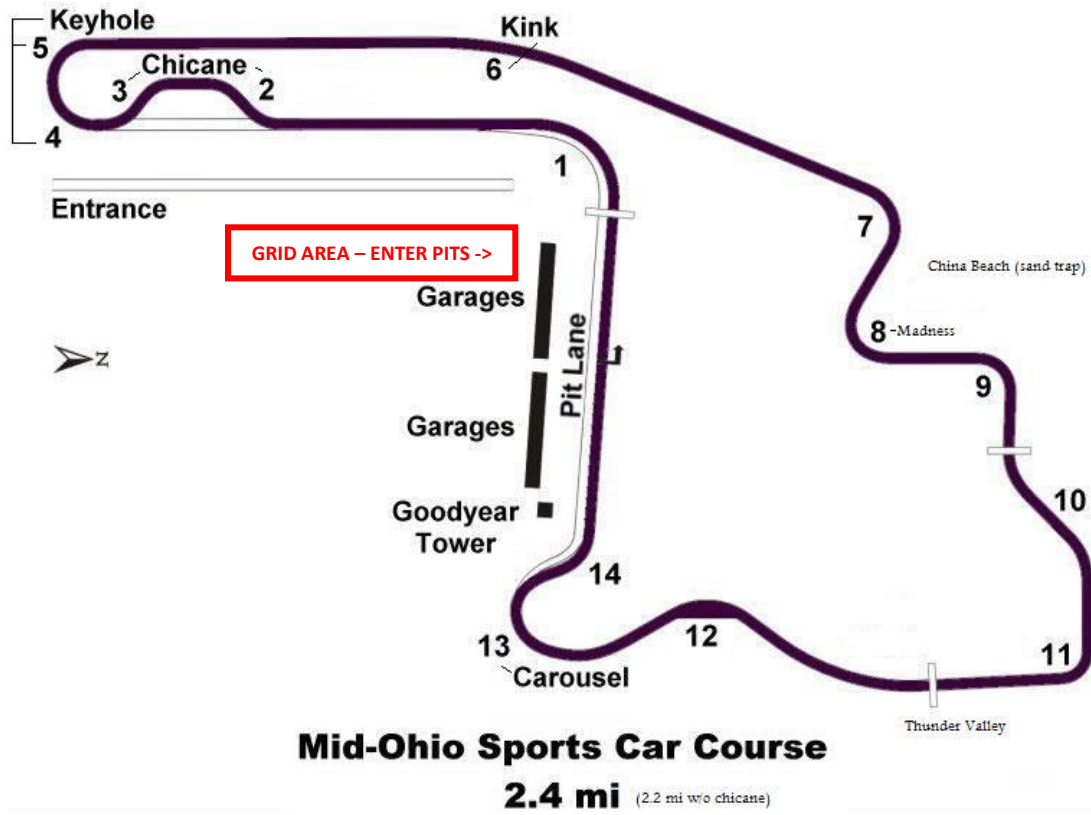 Keyhole
5
Kink
6
Chicane
3
2
4
1
Entrance
7
GRID AREA – ENTER PITS ->
China Beach (sand trap)
Garages
8 -Madness
Pit Lane
N
9
Garages
10
Goodyear
Tower
14
13
12
11
Carousel
Thunder Valley
Mid-Ohio Sports Car Course
2.4 mi (2.2 mi w/o chicane)